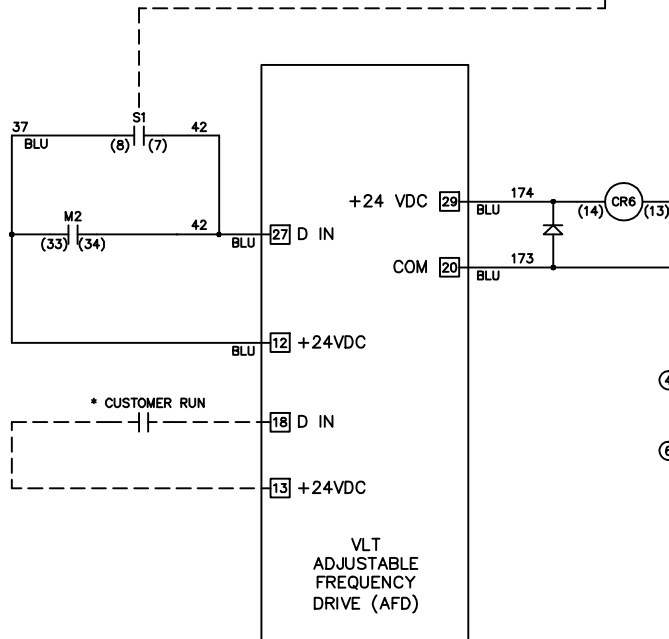 S1
37
42
BLU
(8)
(7)
M2
42
(33)
(34)
BLU
27 D IN
+24 VDC 29
BLU
174
(14)
CR6
(13)
COM 20
BLU
173
BLU
12 +24VDC
* CUSTOMER RUN
18 D IN
13 +24VDC
VLT
ADJUSTABLE
FREQUENCY
DRIVE (AFD)